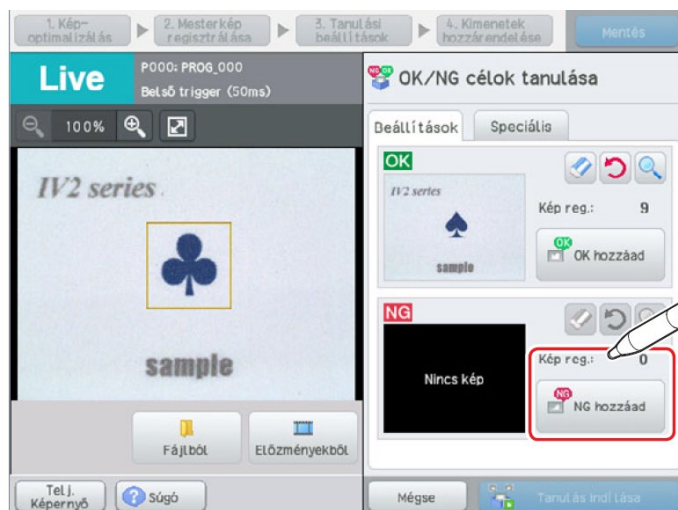 1. Kép-
optimalizálás
2. Mesterkép
regisztrálása
3. Tanulási
beállítások
4. Kimenetek
hozzárendelése
Mentés
Live
P000: PROG_000
Belső trigger (50ms)
OK/NG célok tanulása
100%
Beállítások
Speciális
IV2 series
sample
OK
IV2 series
sample
Kép reg.: 9
OK
OK hozzáad
NG
Nincs kép
Kép reg.: 0
NG
NG hozzáad
Fájlból
Előzményekből
Telj.
Képernyő
? Súgó
Mégse
Tanulás indítása